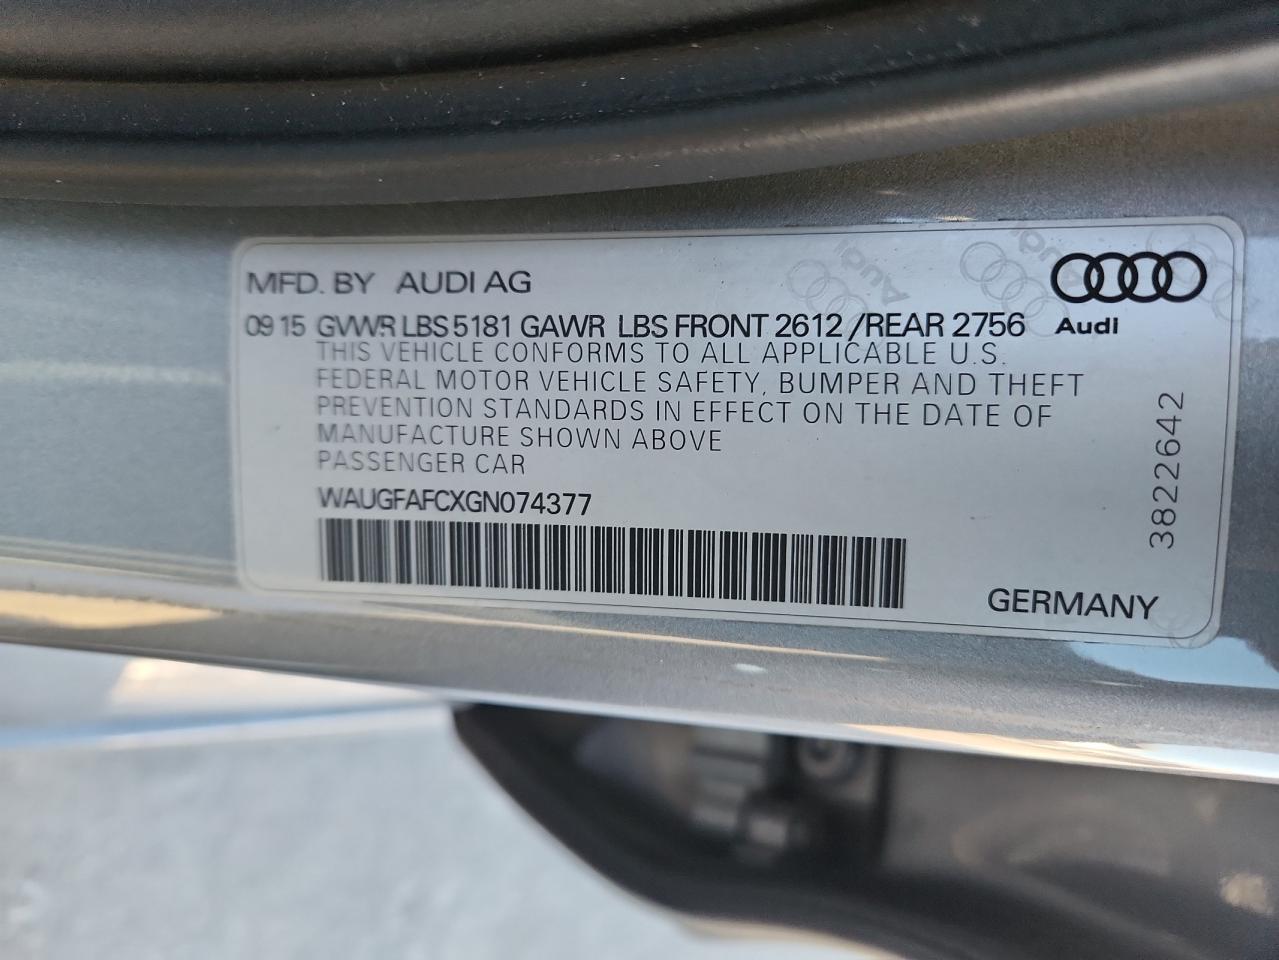 MFD. BY AUDI AG
09 15 GVWR LBS 5181 GAWR LBS FRONT 2612 /REAR 2756 Audi
THIS VEHICLE CONFORMS TO ALL APPLICABLE U.S.
FEDERAL MOTOR VEHICLE SAFETY, BUMPER AND THEFT
PREVENTION STANDARDS IN EFFECT ON THE DATE OF
MANUFACTURE SHOWN ABOVE
PASSENGER CAR
WAUGFAFCXGN074377
3822642
GERMANY
Audi
Audi